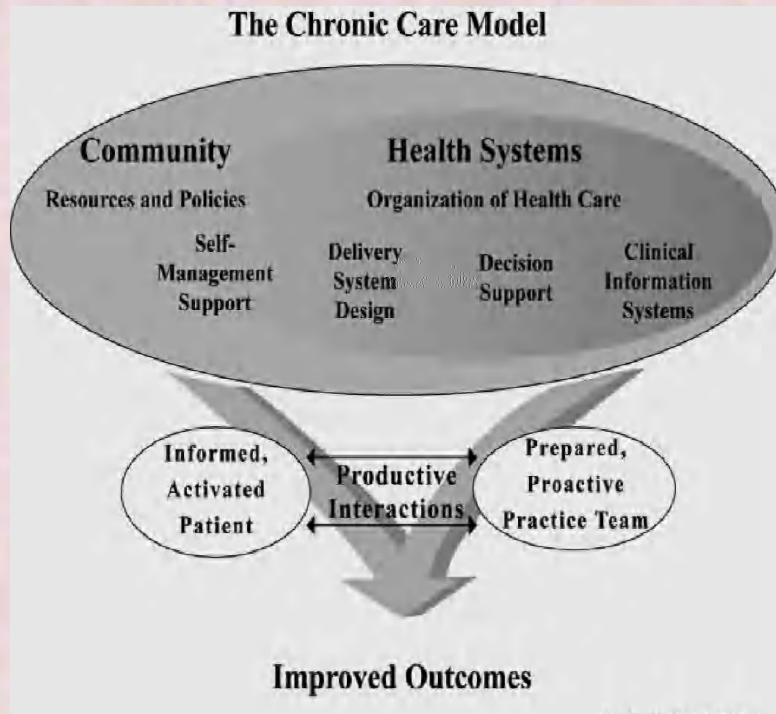 The Chronic Care Model
Community
Resources and Policies
Health Systems
Organization of Health Care
Self-
Management
Support
Delivery
System
Design
Decision
Support
Clinical
Information
Systems
Informed,
Activated
Patient
Productive
Interactions
Prepared,
Proactive
Practice Team
Improved Outcomes